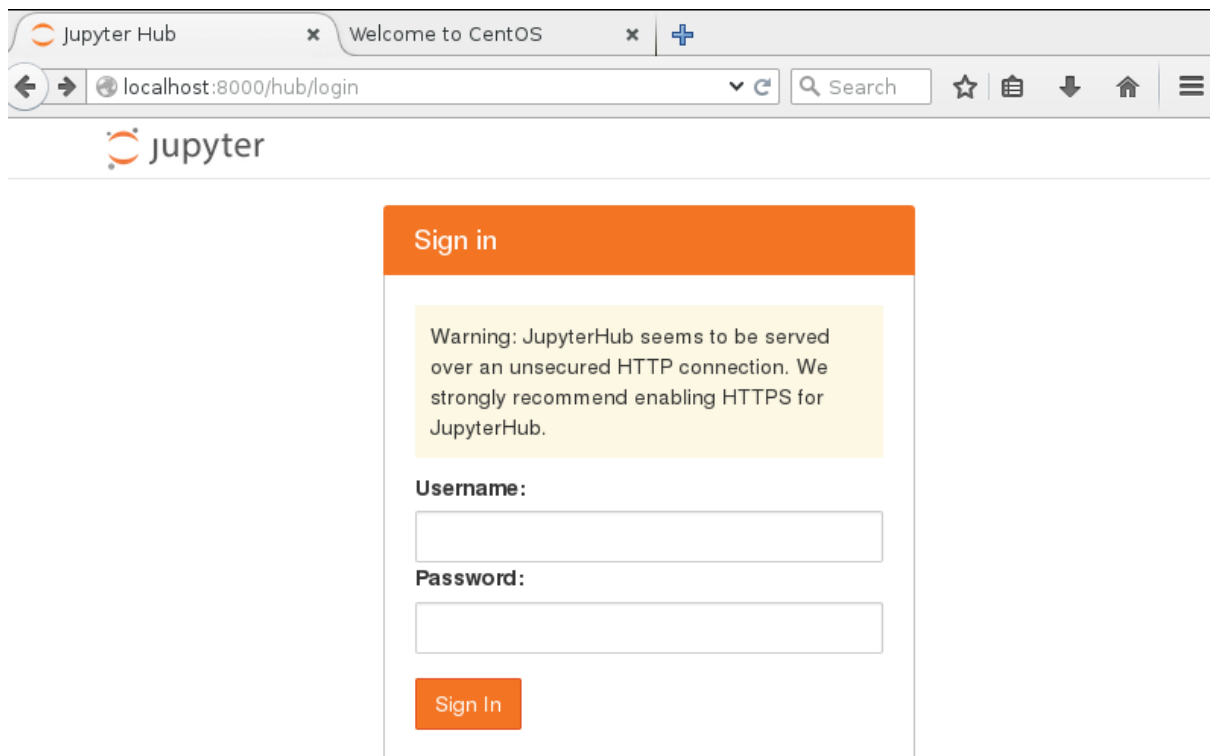 Jupyter Hub Welcome to CentOS
localhost:8000/hub/login Search
jupyter
Sign in
Warning: JupyterHub seems to be served
over an unsecured HTTP connection. We
strongly recommend enabling HTTPS for
JupyterHub.
Username:
Password:
Sign In